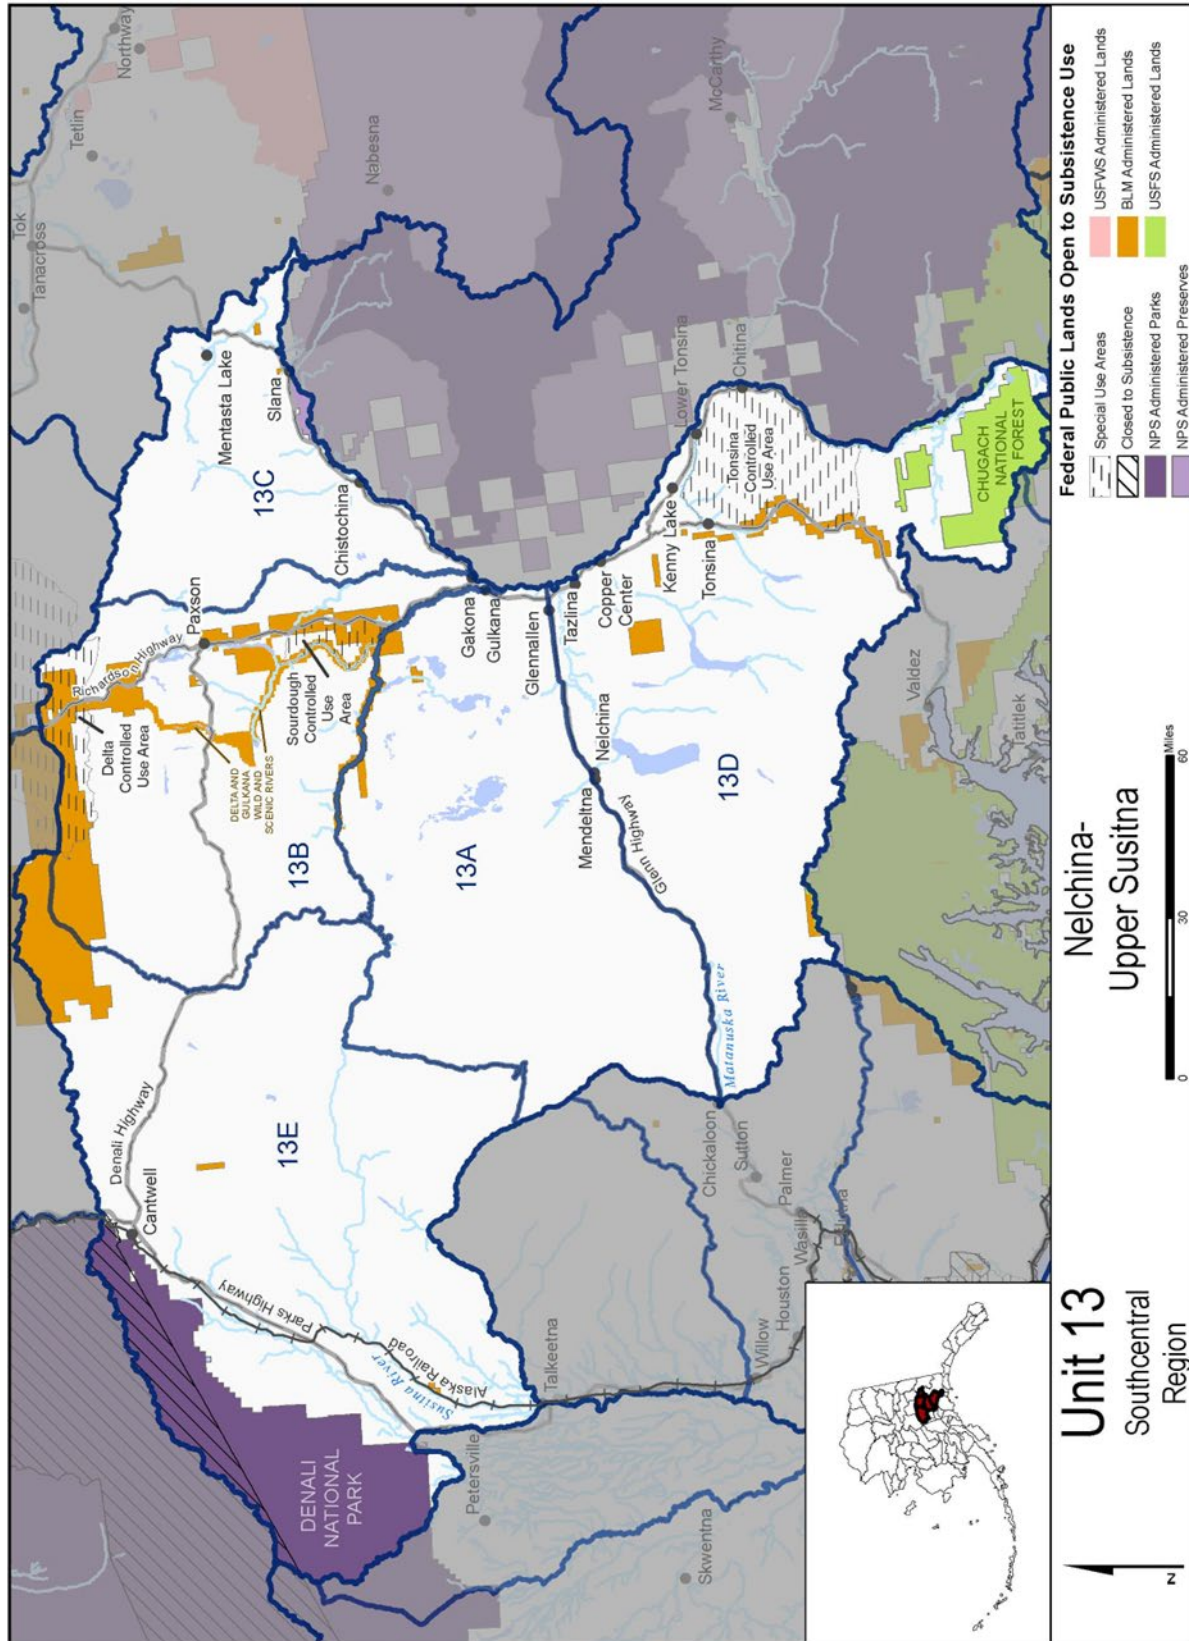 Northway
Tetlin
Tok
Tanacross
Nabesna
McCarthy
Mentasta Lake
Slana
13C
Chistochina
Lower Tonsina
Chitina
Tonsina
Controlled
Use Area
Kenny Lake
Tonsina
CHUGACH
NATIONAL
FOREST
Paxson
Richardson Highway
Delta
Controlled
Use Area
Sourdough
Controlled
Use
Area
DELTA AND
GULKANA
WILD AND
SCENIC RIVERS
13B
Gakona
Gulkana
Glennallen
Tazlina
Copper
Center
13A
Nelchina
Mendeltna
Glenn Highway
13D
Valdez
Tatitlek
Matanuska River
Denali Highway
13E
Cantwell
Parks Highway
Alaska Railroad
Susitna River
DENALI
NATIONAL
PARK
Talkeetna
Petersville
Skwentna
Chickaloon
Sutton
Palmer
Wasilla
Houston
Willow
Unit 13
Southcentral
Region
Nelchina-
Upper Susitna
0
30
60
Miles
N
Federal Public Lands Open to Subsistence Use
Special Use Areas
Closed to Subsistence
NPS Administered Parks
NPS Administered Preserves
USFWS Administered Lands
BLM Administered Lands
USFS Administered Lands